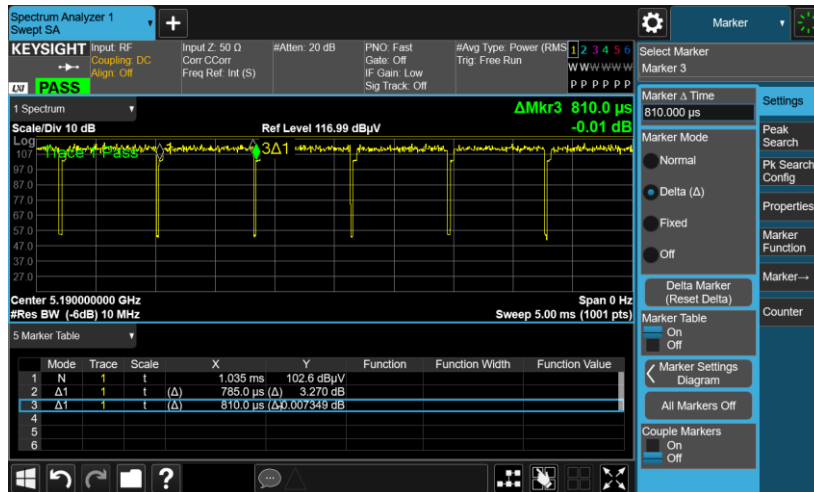 Spectrum Analyzer 1
Swept SA
+
Marker
KEYSIGHT
Input: RF
Coupling: DC
Align: Off
Input Z: 50 Ω
Corr CCorr
Freq Ref: Int (S)
#Atten: 20 dB
PNO: Fast
Gate: Off
IF Gain: Low
Sig Track: Off
#Avg Type: Power (RMS
Trig: Free Run
1 2 3 4 5 6
W W W W W W
P P P P P P
LXI PASS
Select Marker
Marker 3
1 Spectrum
ΔMkr3 810.0 µs
-0.01 dB
Scale/Div 10 dB
Ref Level 116.99 dBµV
Log
Trace 1 Pass
1
3Δ1
107
97.0
87.0
77.0
67.0
57.0
47.0
37.0
27.0
Center 5.190000000 GHz
Span 0 Hz
#Res BW (-6dB) 10 MHz
Sweep 5.00 ms (1001 pts)
5 Marker Table
Mode Trace Scale X Y Function Function Width Function Value
1 N 1 t 1.035 ms 102.6 dBµV
2 Δ1 1 t (Δ) 785.0 µs (Δ) 3.270 dB
3 Δ1 1 t (Δ) 810.0 µs (Δ) -0.007349 dB
4
5
6
Marker Δ Time
810.000 µs
Marker Mode
Normal
Delta (Δ)
Fixed
Off
Delta Marker
(Reset Delta)
Marker Table
On
Off
Marker Settings
Diagram
All Markers Off
Couple Markers
On
Off
Settings
Peak
Search
Pk Search
Config
Properties
Marker
Function
Marker→
Counter
?